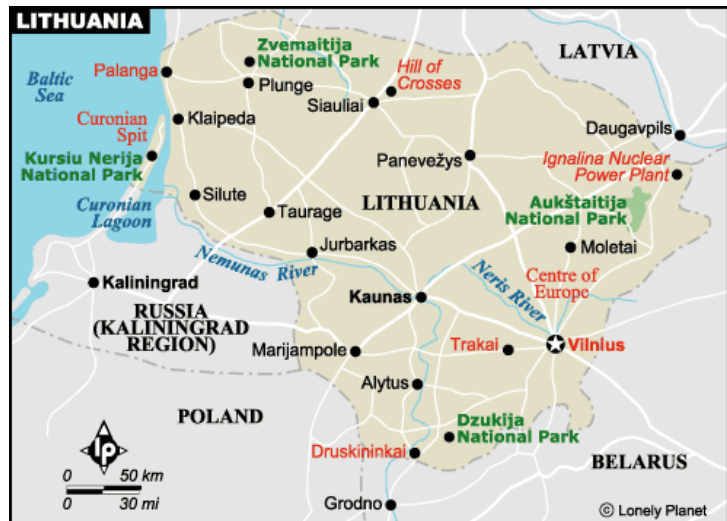 LITHUANIA
LATVIA
Baltic
Sea
Palanga
Zvemaitija
National Park
Plunge
Hill of
Crosses
Siauliai
Curonian
Spit
Klaipeda
Daugavpils
Kursiu Nerija
National Park
Panevežys
Ignalina Nuclear
Power Plant
Curonian
Lagoon
Silute
Taurage
LITHUANIA
Aukštaitija
National Park
Nemunas River
Jurbarkas
Moletai
Kaliningrad
Kaunas
Neris River
Centre of
Europe
RUSSIA
(KALININGRAD
REGION)
Marijampole
Trakai
Vilnius
Alytus
POLAND
Dzukija
National Park
lp
Druskininkai
BELARUS
0 50 km
0 30 mi
Grodno
© Lonely Planet